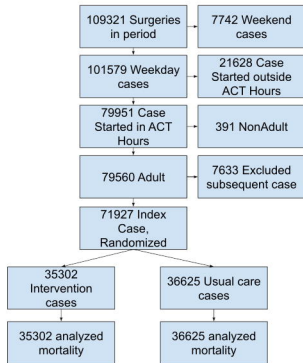 109321 Surgeries
in period
7742 Weekend
cases
101579 Weekday
cases
21628 Case
Started outside
ACT Hours
79951 Case
Started in ACT
Hours
391 NonAdult
79560 Adult
7633 Excluded
subsequent case
71927 Index
Case,
Randomized
35302
Intervention
cases
36625 Usual care
cases
35302 analyzed
mortality
36625 analyzed
mortality